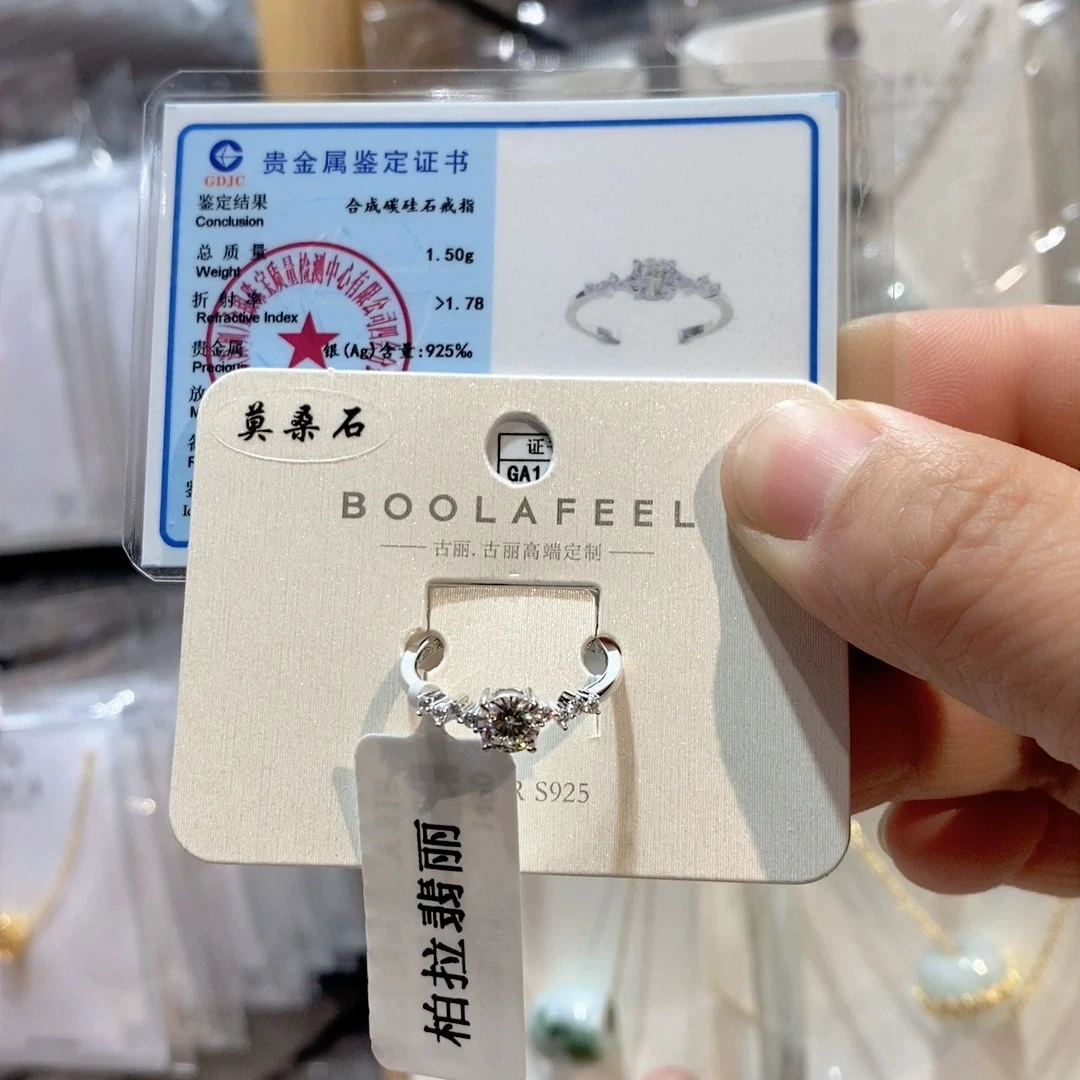 GDJC
贵金属鉴定证书
鉴定结果 合成碳硅石戒指
Conclusion
总质量 1.50g
Weight
折射率 >1.78
Refractive Index
贵金属 银(Ag)含量:925‰
Precious
放
莫桑石
证
GA1
BOOLAFEEL
古丽.古丽高端定制
R S925
柏拉翡丽